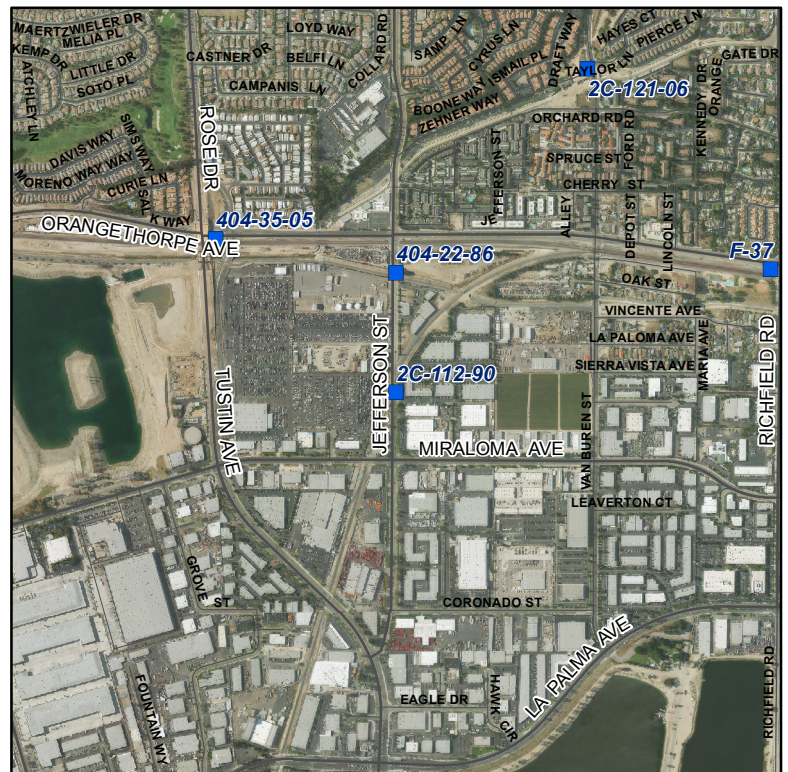 MAERTZWIELER DR
MELIA PL
KEMP DR
LITTLE DR
SOTO PL
ATCHLEY LN
CASTNER DR
LOYD WAY
BELFI LN
CAMPANIS LN
COLLARD RD
SAMP LN
CYRUS LN
ISMAIL PL
BOONE WAY
ZEHNER WAY
DRAFT WAY
HAYES CT
PIERCE LN
TAYLOR LN
GATE DR
2C-121-06
KENNEDY DR
ORANGE
ROSE DR
SIMS WAY
DAVIS WAY
MORENO WAY WAY
CURIE LN
SALK WAY
ORCHARD RD
FORD RD
SPRUCE ST
CHERRY ST
JEFFERSON ST
JE
ALLEY
DEPOT ST
LINCOLN ST
ORANGETHORPE AVE
404-35-05
404-22-86
F-37
OAK ST
VINCENTE AVE
LA PALOMA AVE
SIERRA VISTA AVE
MARIA AVE
RICHFIELD RD
JEFFERSON ST
2C-112-90
TUSTIN AVE
MIRALOMA AVE
VAN BUREN ST
LEAVERTON CT
GROVE ST
CORONADO ST
LA PALMA AVE
FOUNTAIN WY
EAGLE DR
HAWK CIR
RICHFIELD RD